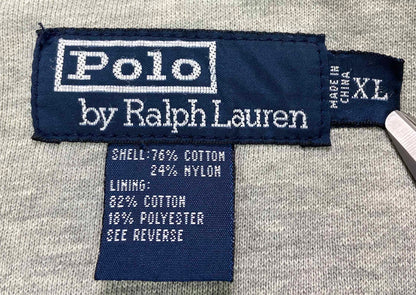 Polo
by Ralph Lauren
MADE IN
CHINA
XL
SHELL: 76% COTTON
24% NYLON
LINING:
82% COTTON
18% POLYESTER
SEE REVERSE